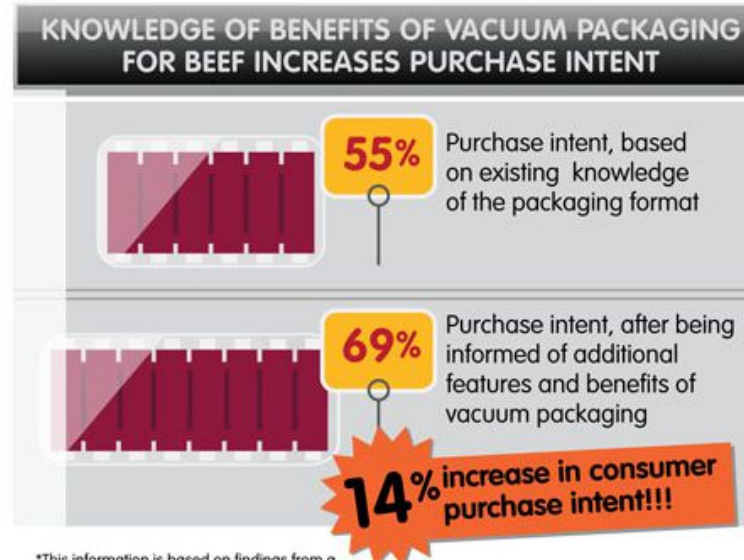 KNOWLEDGE OF BENEFITS OF VACUUM PACKAGING
FOR BEEF INCREASES PURCHASE INTENT
55%
Purchase intent, based
on existing knowledge
of the packaging format
69%
Purchase intent, after being
informed of additional
features and benefits of
vacuum packaging
14% increase in consumer
purchase intent!!!
*This information is based on findings from a